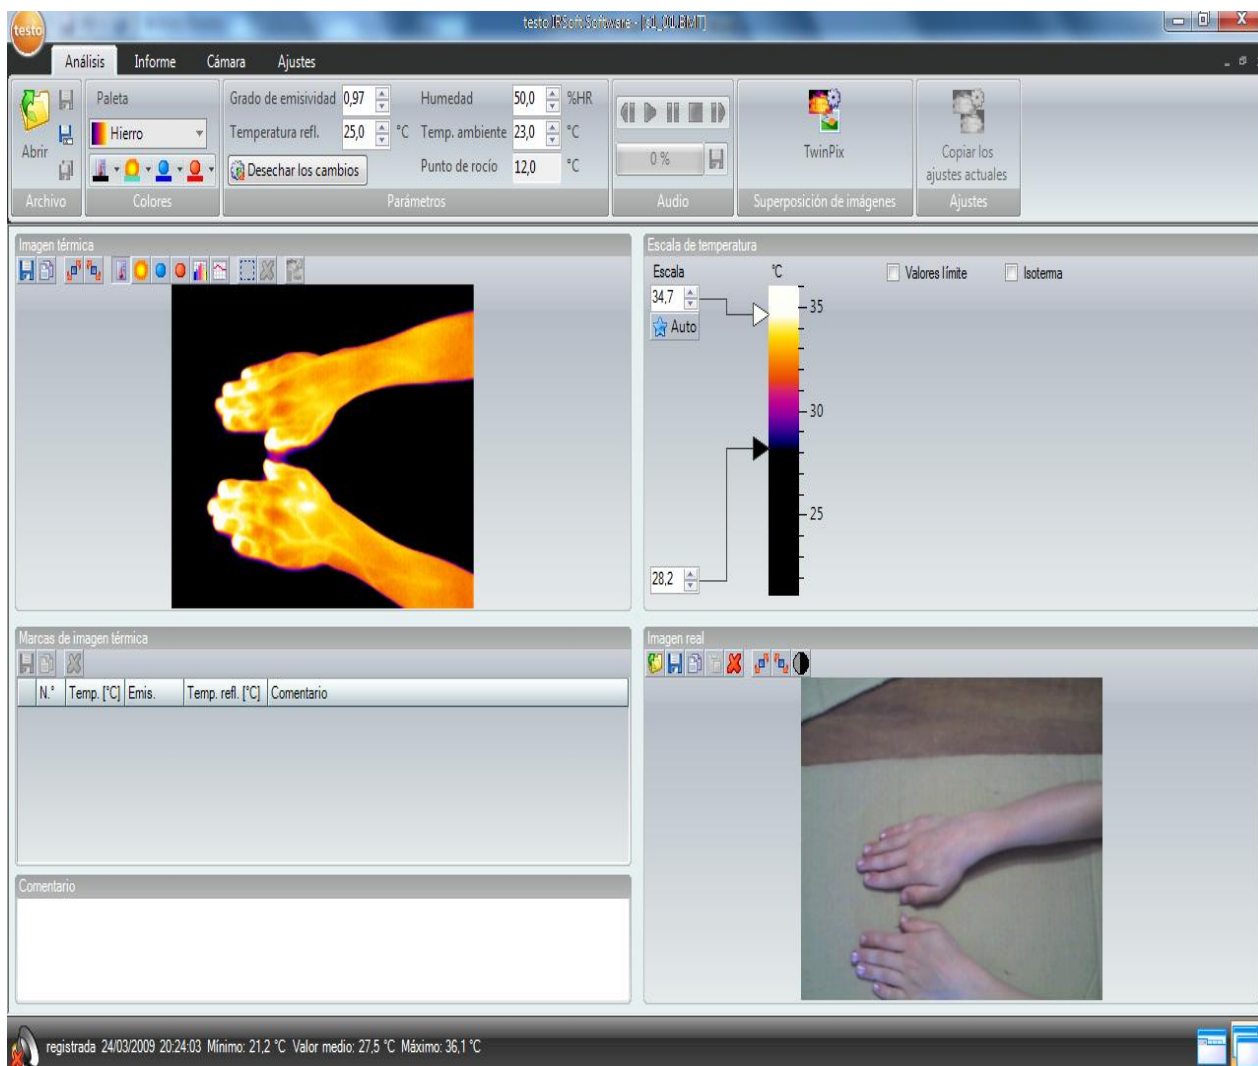 testo IRSoft Software - [s1_00.BMT]
testo
Análisis Informe Cámara Ajustes
Abrir
Archivo
Paleta
Hierro
Colores
Grado de emisividad 0,97 Humedad 50,0 %HR
Temperatura refl. 25,0 °C Temp. ambiente 23,0 °C
Desechar los cambios Punto de rocío 12,0 °C
Parámetros
0 %
Audio
TwinPix
Superposición de imágenes
Copiar los
ajustes actuales
Ajustes
Imagen térmica
Escala de temperatura
Escala °C Valores límite Isoterma
34,7
Auto
35
30
25
28,2
Marcas de imagen térmica
N.° Temp. [°C] Emis. Temp. refl. [°C] Comentario
Imagen real
Comentario
registrada 24/03/2009 20:24:03 Mínimo: 21,2 °C Valor medio: 27,5 °C Máximo: 36,1 °C